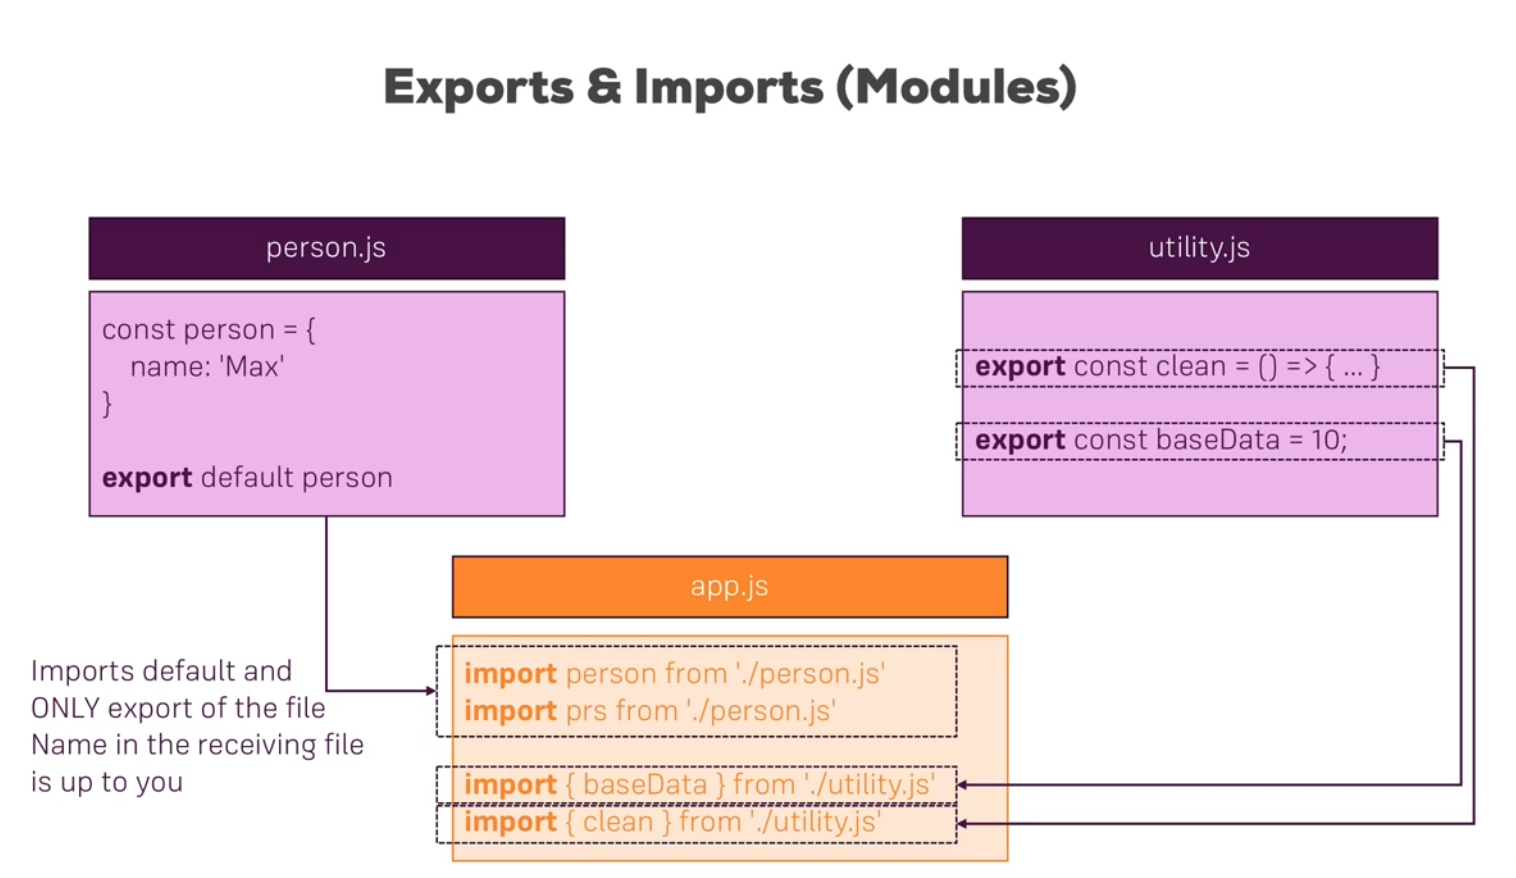 Exports & Imports (Modules)
person.js
const person = {
name: 'Max'
}
export default person
utility.js
export const clean = () => { ... }
export const baseData = 10;
app.js
import person from './person.js'
import prs from './person.js'
import { baseData } from './utility.js'
import { clean } from './utility.js'
Imports default and
ONLY export of the file
Name in the receiving file
is up to you